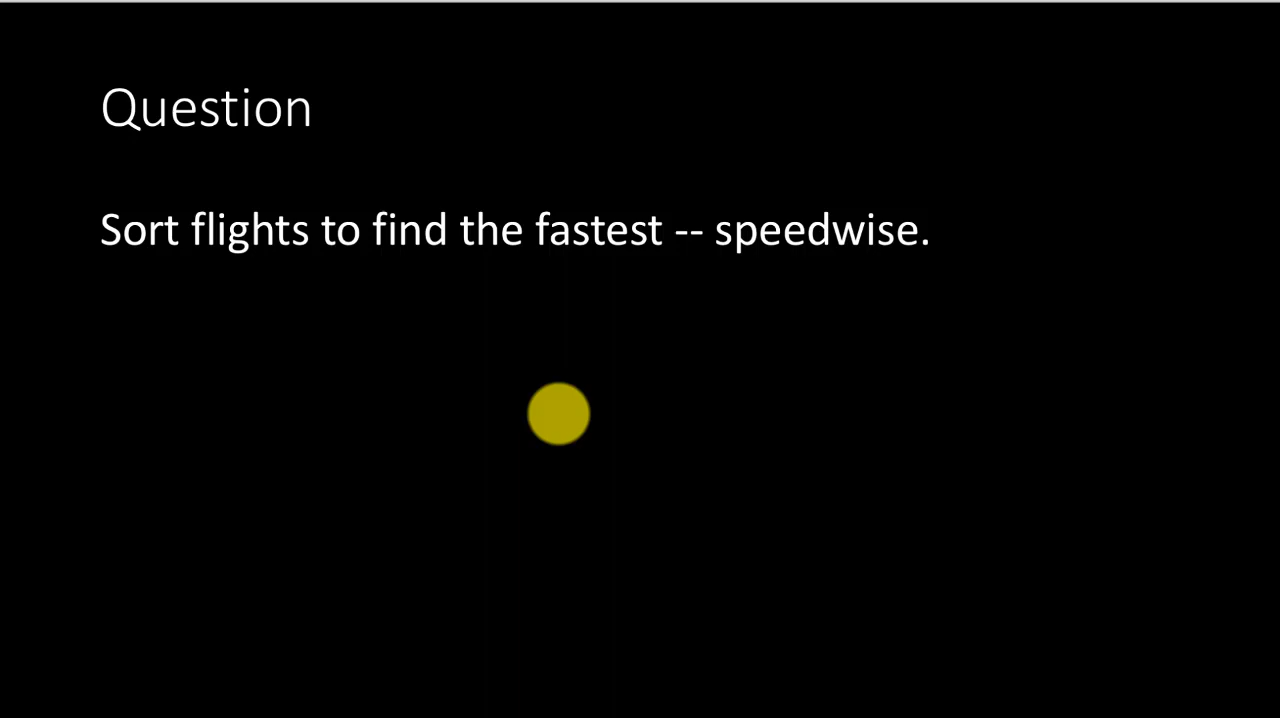 Question
Sort flights to find the fastest -- speedwise.